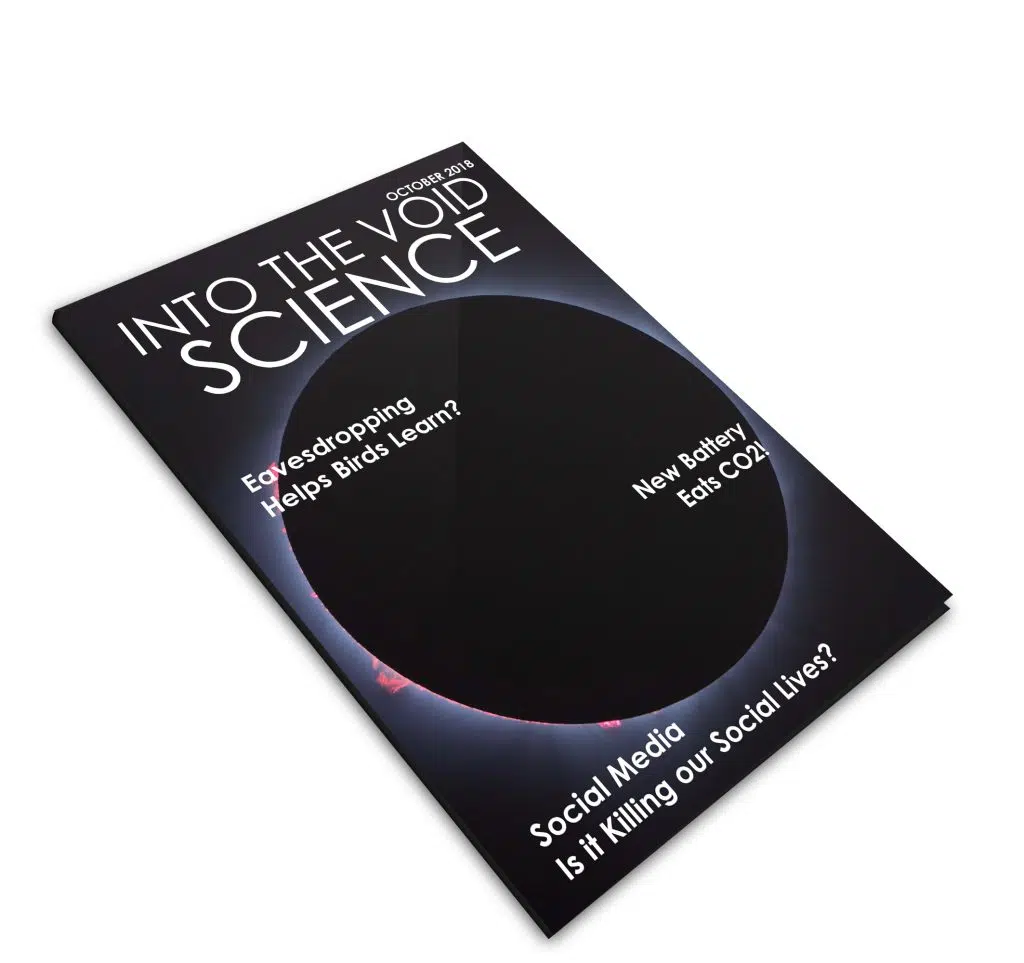 OCTOBER 2018
INTO THE VOID
SCIENCE
Eavesdropping
Helps Birds Learn?
New Battery
Eats CO2!
Social Media
Is it Killing our Social Lives?